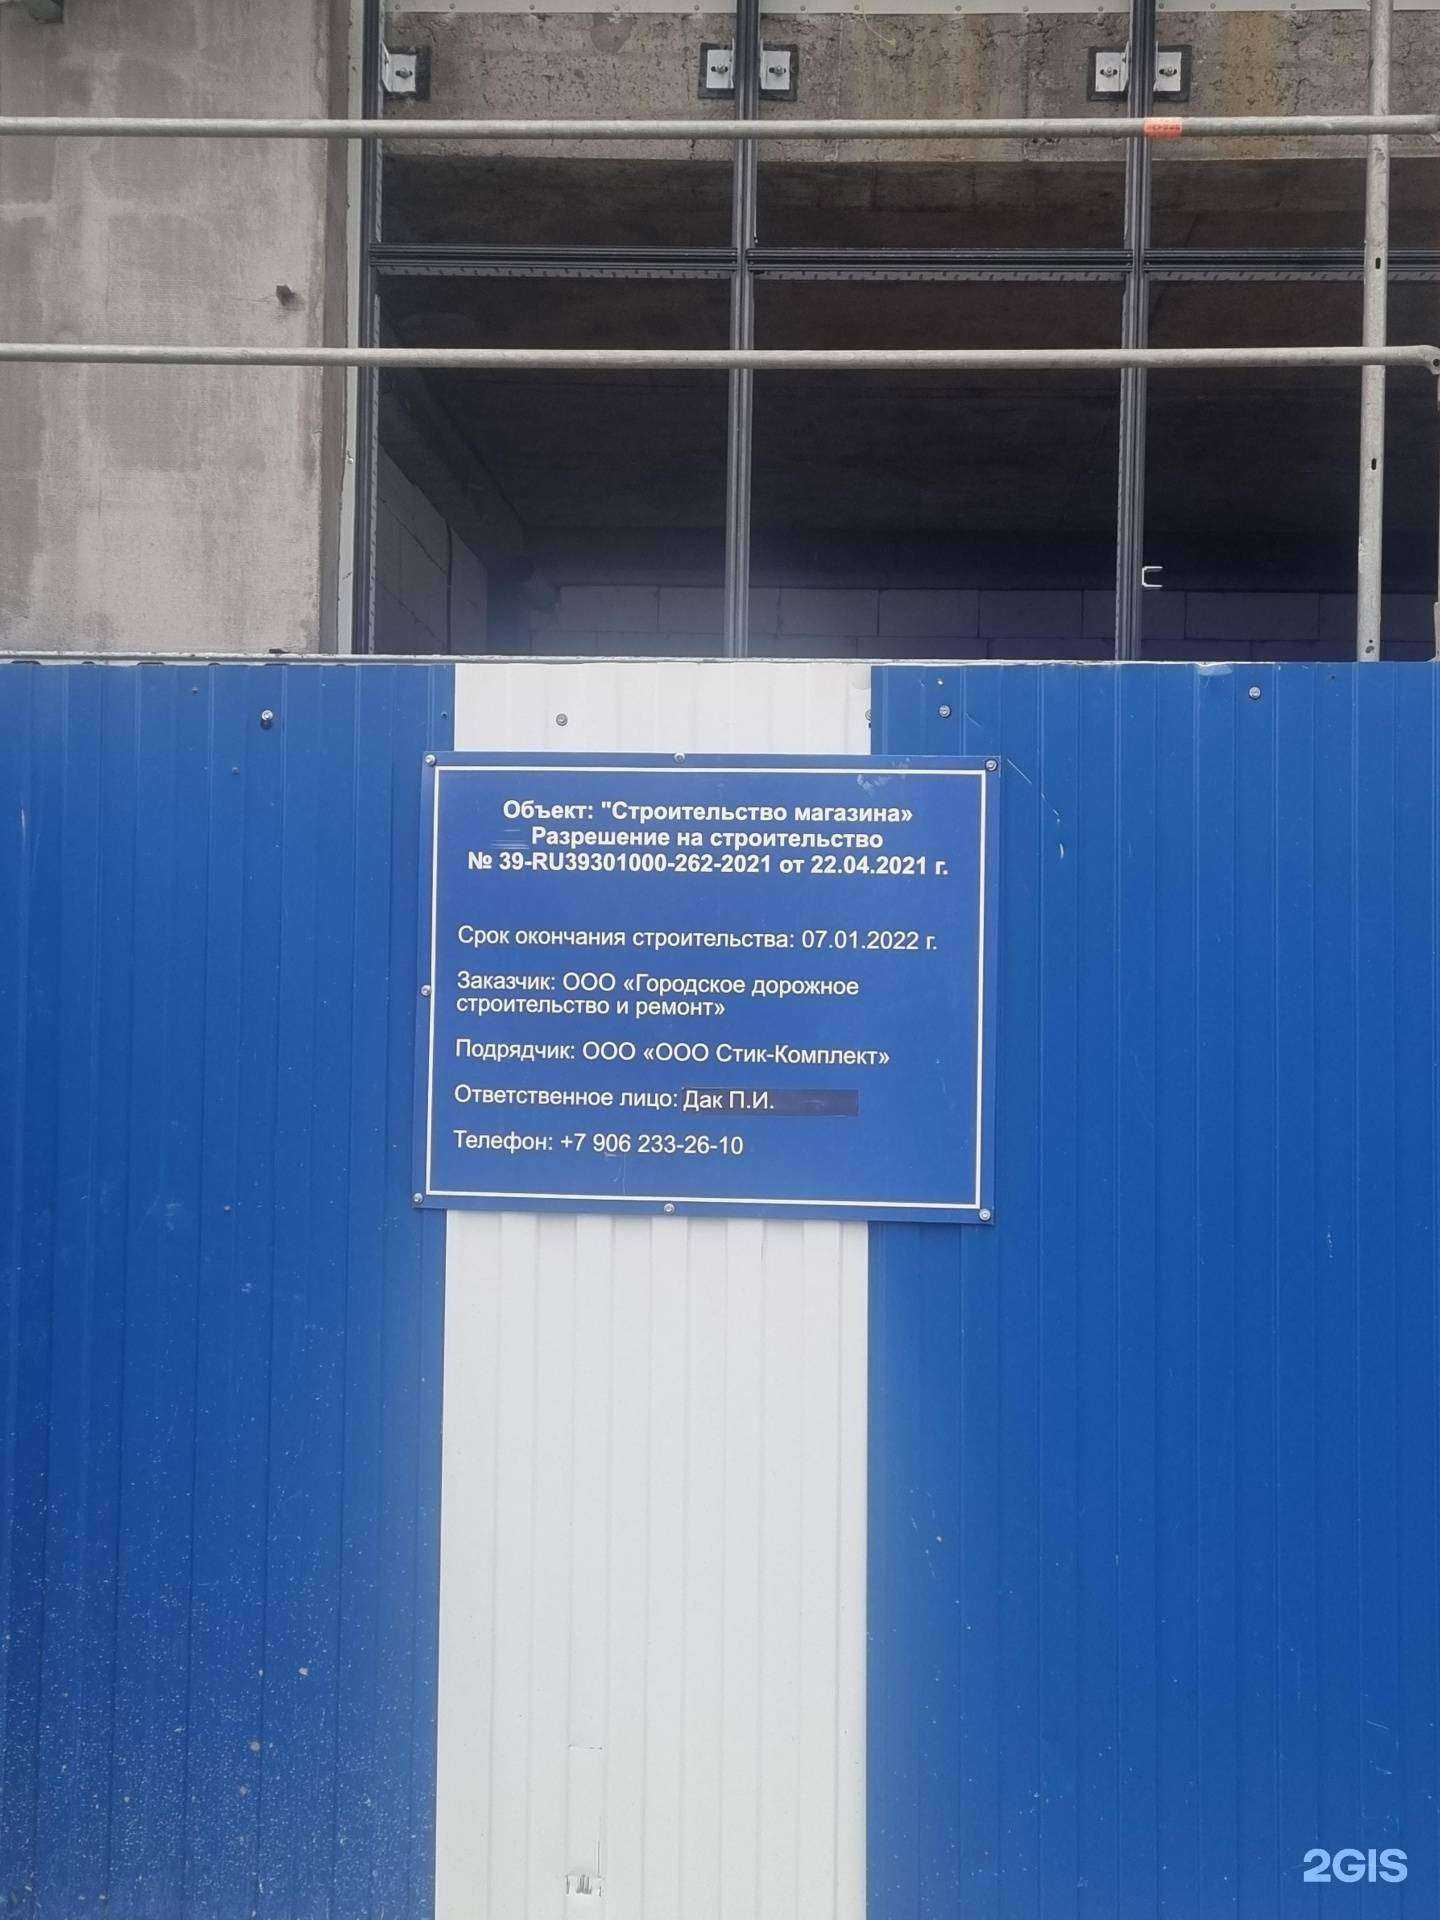 Объект: "Строительство магазина»
Разрешение на строительство
№ 39-RU39301000-262-2021 от 22.04.2021 г.
Срок окончания строительства: 07.01.2022 г.
Заказчик: ООО «Городское дорожное
строительство и ремонт»
Подрядчик: ООО «ООО Стик-Комплект»
Ответственное лицо: Дак П.И.
Телефон: +7 906 233-26-10
2GIS